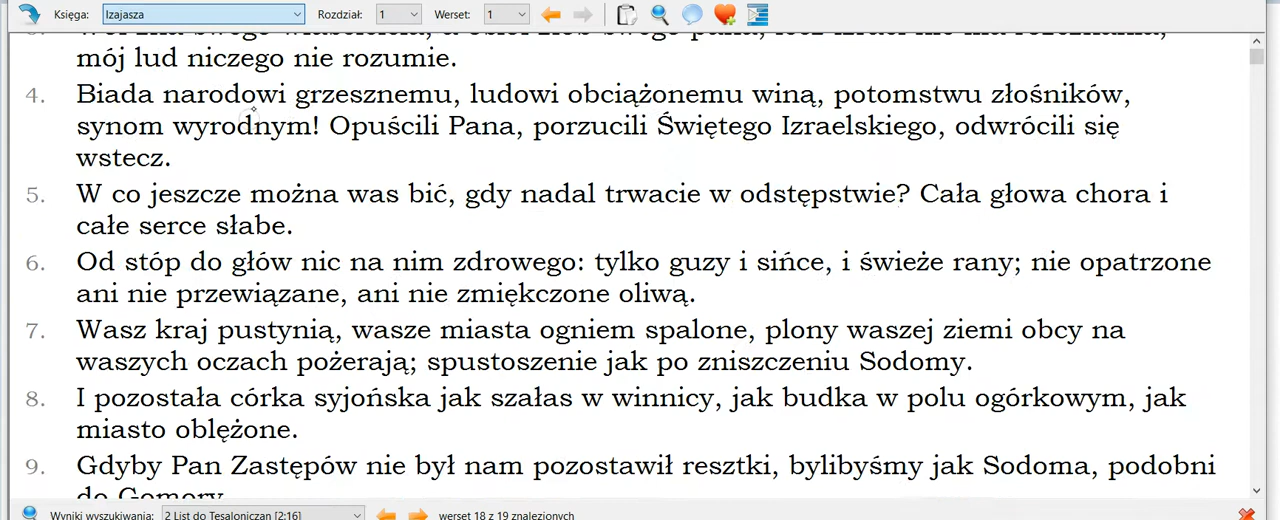 Księga: Izajasza Rozdział: 1 Werset: 1
mój lud niczego nie rozumie.
4. Biada narodowi grzesznemu, ludowi obciążonemu winą, potomstwu złośników,
synom wyrodnym! Opuścili Pana, porzucili Świętego Izraelskiego, odwrócili się
wstecz.
5. W co jeszcze można was bić, gdy nadal trwacie w odstępstwie? Cała głowa chora i
całe serce słabe.
6. Od stóp do głów nic na nim zdrowego: tylko guzy i sińce, i świeże rany; nie opatrzone
ani nie przewiązane, ani nie zmiękczone oliwą.
7. Wasz kraj pustynią, wasze miasta ogniem spalone, plony waszej ziemi obcy na
waszych oczach pożerają; spustoszenie jak po zniszczeniu Sodomy.
8. I pozostała córka syjońska jak szałas w winnicy, jak budka w polu ogórkowym, jak
miasto oblężone.
9. Gdyby Pan Zastępów nie był nam pozostawił resztki, bylibyśmy jak Sodoma, podobni
do Gomory
Wyniki wyszukiwania: 2 List do Tesaloniczan [2:16] werset 18 z 19 znalezionych